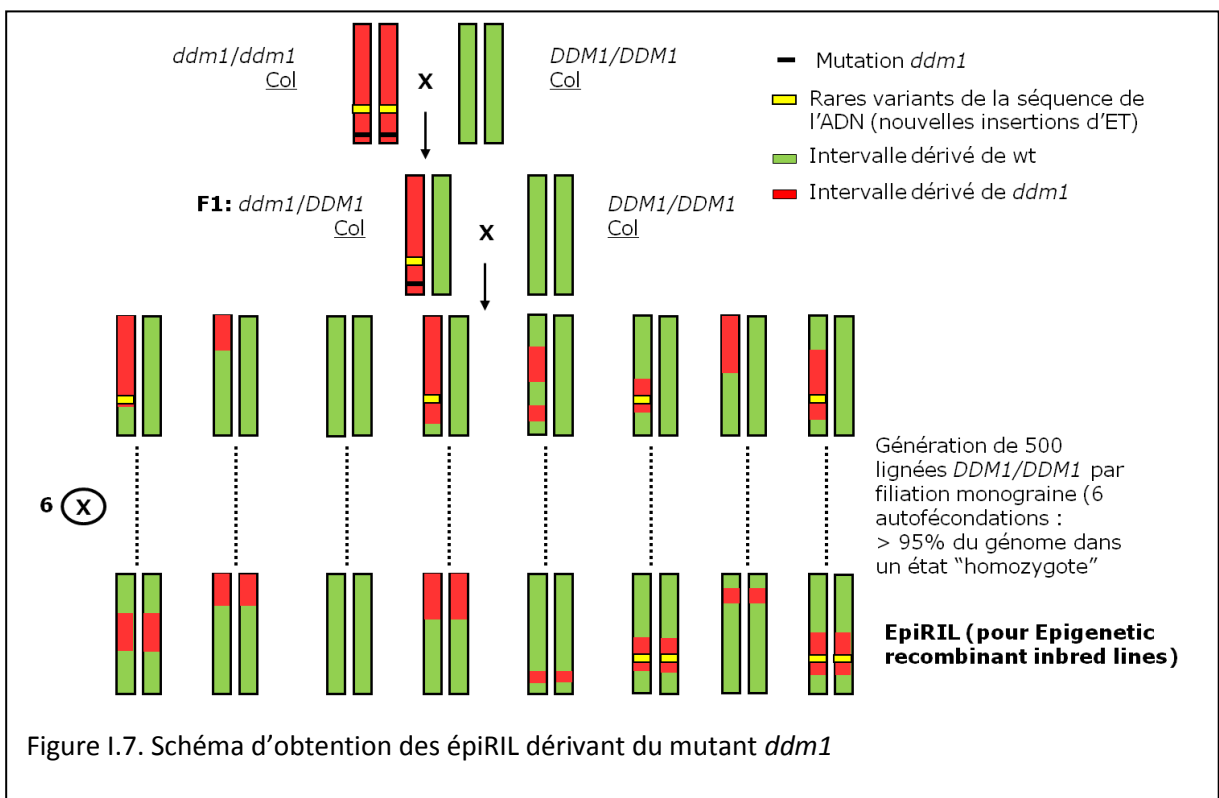 ddm1/ddm1
Col
X
DDM1/DDM1
Col
Mutation ddm1
Rares variants de la séquence de
l'ADN (nouvelles insertions d'ET)
Intervalle dérivé de wt
Intervalle dérivé de ddm1
F1: ddm1/DDM1
Col
X
DDM1/DDM1
Col
6 X
Génération de 500
lignées DDM1/DDM1 par
filiation monograine (6
autofécondations :
> 95% du génome dans
un état "homozygote"
EpiRIL (pour Epigenetic
recombinant inbred lines)
Figure I.7. Schéma d'obtention des épiRIL dérivant du mutant ddm1